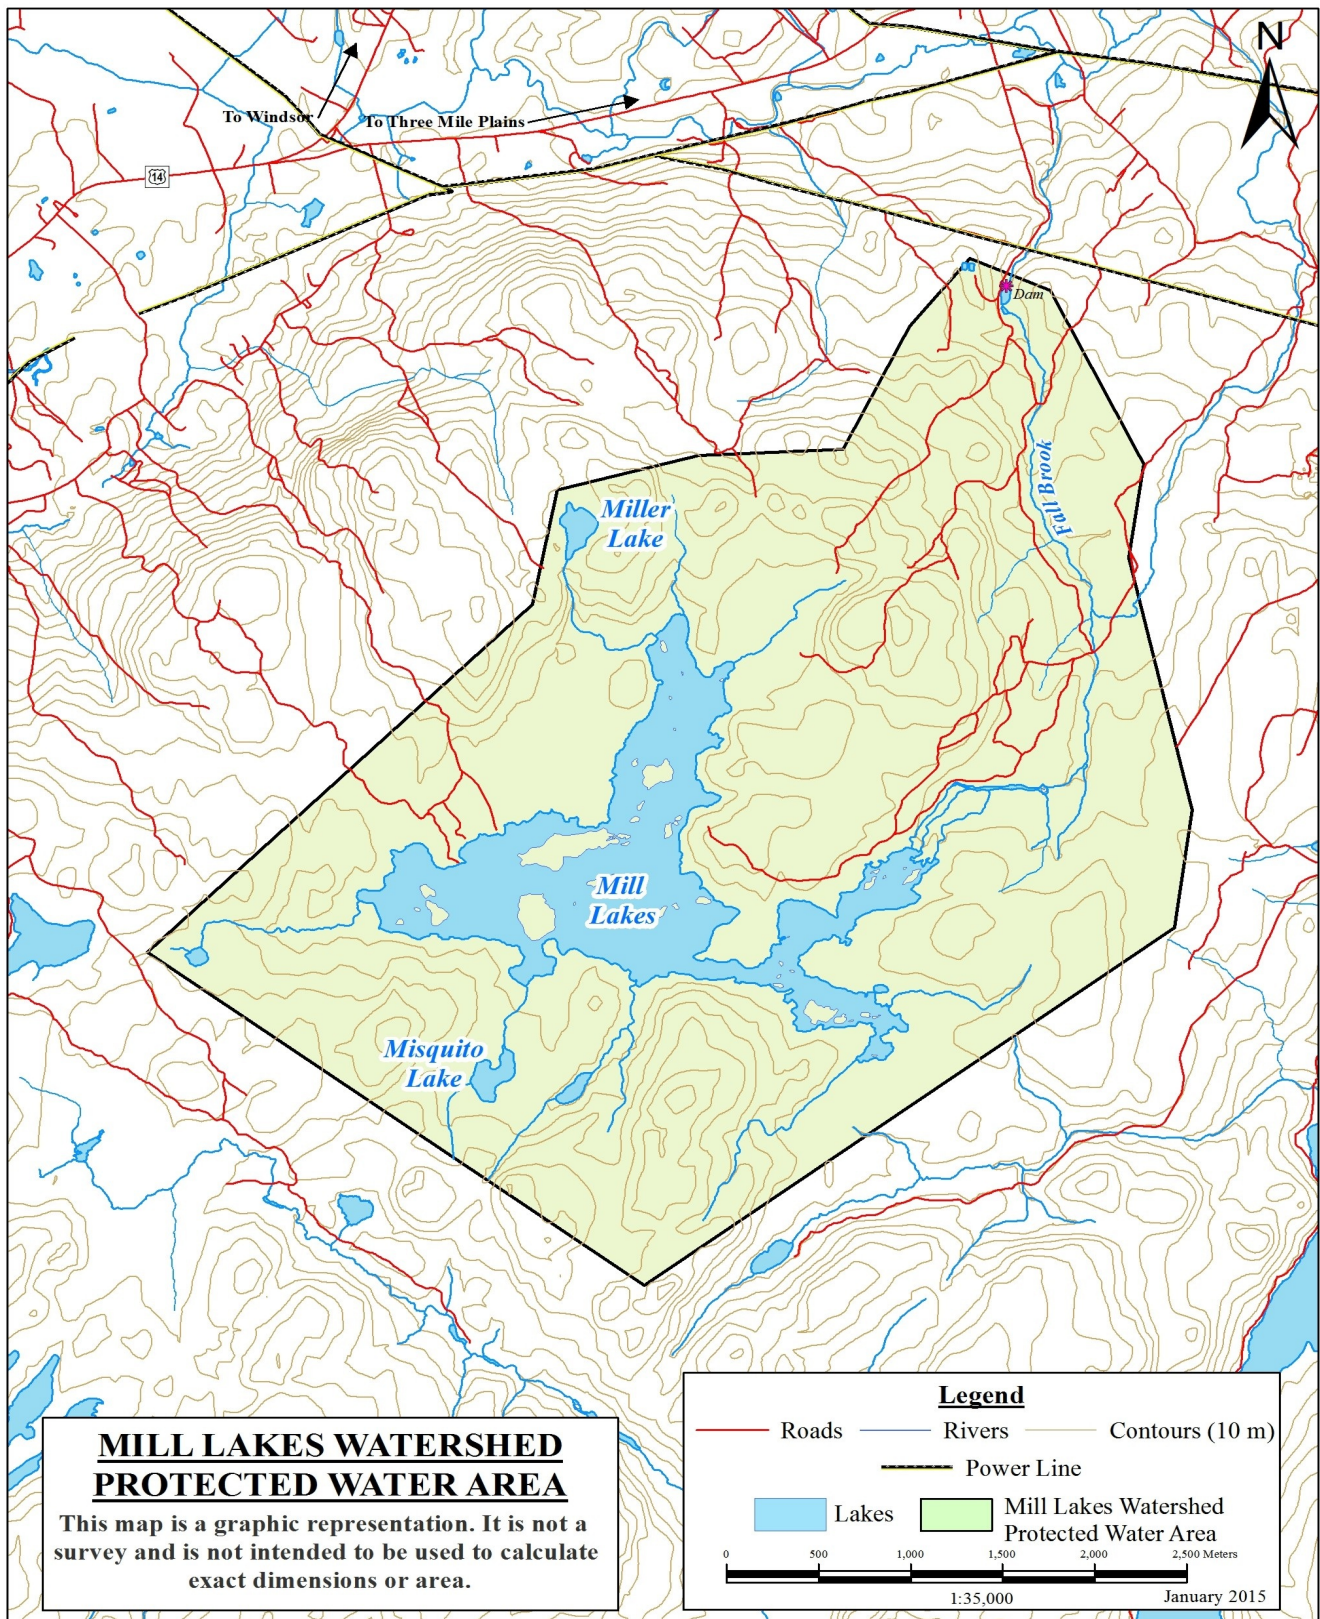 N
To Windsor
To Three Mile Plains
14
Dam
Fall Brook
Miller
Lake
Mill
Lakes
Misquito
Lake
MILL LAKES WATERSHED
PROTECTED WATER AREA
This map is a graphic representation. It is not a
survey and is not intended to be used to calculate
exact dimensions or area.
Legend
Roads Rivers Contours (10 m)
Power Line
Lakes Mill Lakes Watershed
Protected Water Area
0 500 1,000 1,500 2,000 2,500 Meters
1:35,000 January 2015